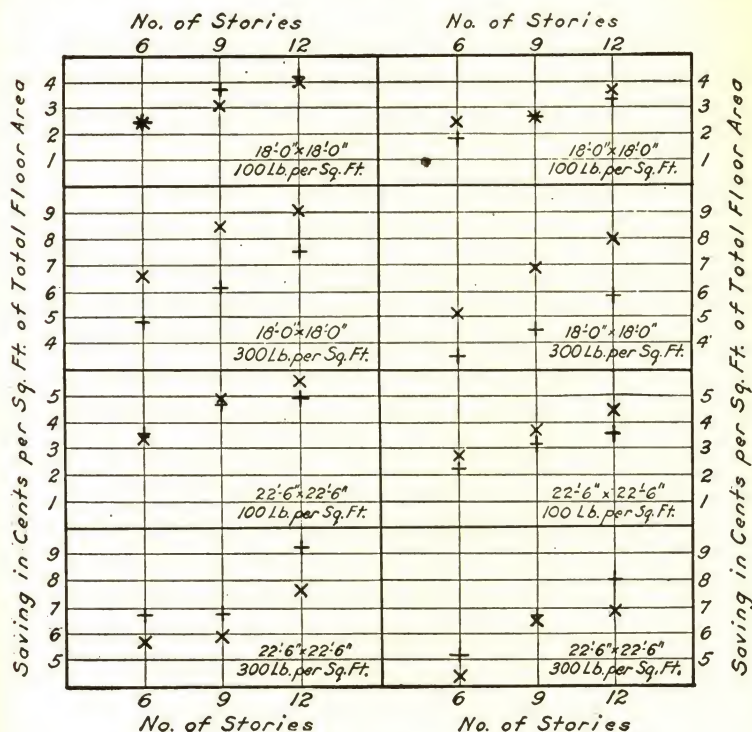 No. of Stories
No. of Stories
6 9 12
6 9 12
Saving in Cents per Sq. Ft. of Total Floor Area
4
3
2
1
18'-0" x 18'-0"
100 Lb. per Sq. Ft.
18'-0" x 18'-0"
100 Lb. per Sq. Ft.
4
3
2
1
9
8
7
6
5
4
18'-0" x 18'-0"
300 Lb. per Sq. Ft.
18'-0" x 18'-0"
300 Lb. per Sq. Ft.
9
8
7
6
5
4
5
4
3
2
1
22'-6" x 22'-6"
100 Lb. per Sq. Ft.
22'-6" x 22'-6"
100 Lb. per Sq. Ft.
5
4
3
2
1
9
8
7
6
5
22'-6" x 22'-6"
300 Lb. per Sq. Ft.
22'-6" x 22'-6"
300 Lb. per Sq. Ft.
9
8
7
6
5
Saving in Cents per Sq. Ft. of Total Floor Area
6 9 12
6 9 12
No. of Stories
No. of Stories